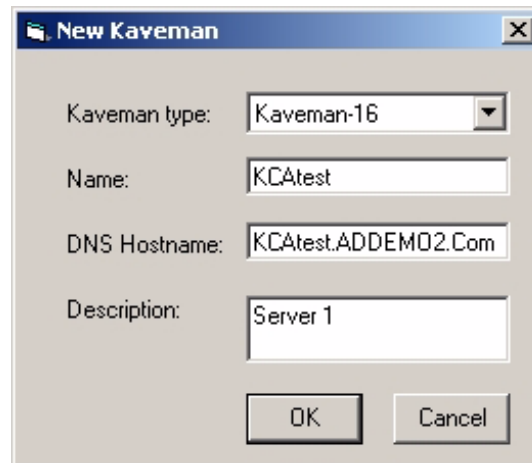 New Kaveman
Kaveman type: Kaveman-16
Name: KCAtest
DNS Hostname: KCAtest.ADDEMO2.Com
Description: Server 1
OK Cancel